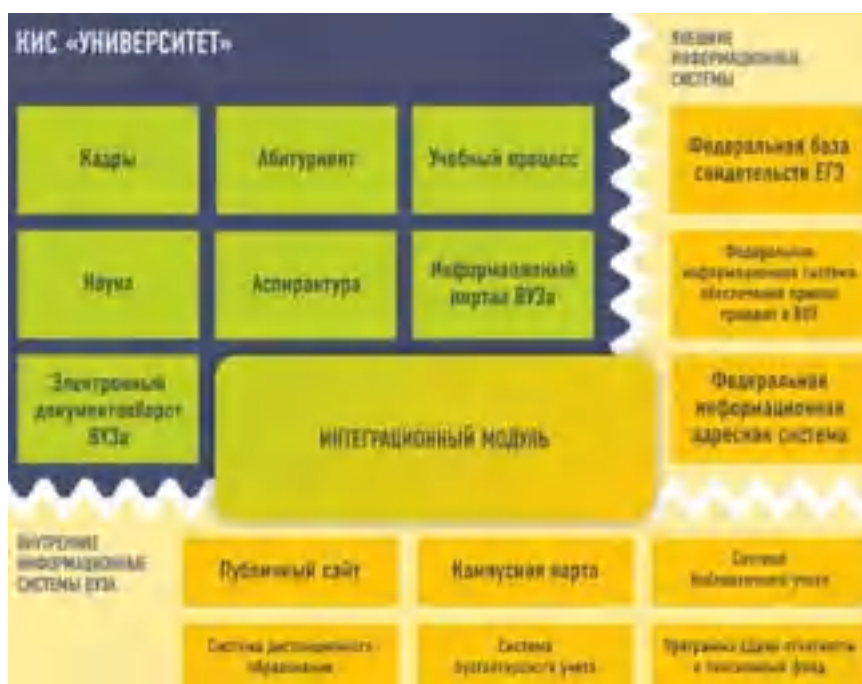 КИС «УНИВЕРСИТЕТ»
ВНЕШНИЕ
ИНФОРМАЦИОННЫЕ
СИСТЕМЫ
Кадры
Абитуриент
Учебный процесс
Федеральная база
свидетельств ЕГЭ
Наука
Аспирантура
Информационный
портал ВУЗа
Федеральная
информационная система
обеспечения приема
граждан в
Электронный
документооборот
ВУЗа
ИНТЕГРАЦИОННЫЙ МОДУЛЬ
Федеральная
информационная
адресная система
ВНУТРЕННИЕ
ИНФОРМАЦИОННЫЕ
СИСТЕМЫ ВУЗА
Публичный сайт
Кампусная карта
Система
библиотечного учета
Система дистанционного
образования
Система
бухгалтерского учета
Программа сдачи отчетности
в пенсионный фонд